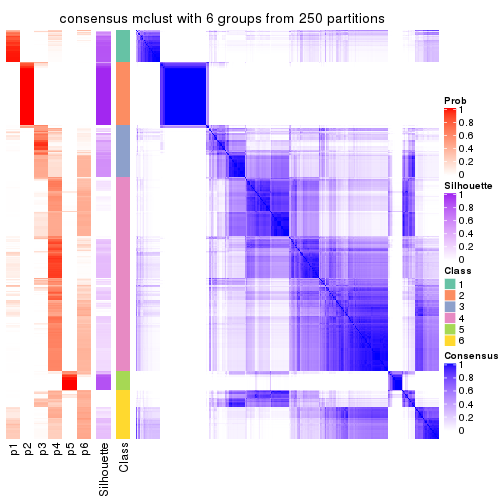 consensus mclust with 6 groups from 250 partitions
Prob
1
0.8
0.6
0.4
0.2
0
Silhouette
1
0.8
0.6
0.4
0.2
0
Class
1
2
3
4
5
6
Consensus
1
0.8
0.6
0.4
0.2
0
p1
p2
p3
p4
p5
p6
Silhouette
Class